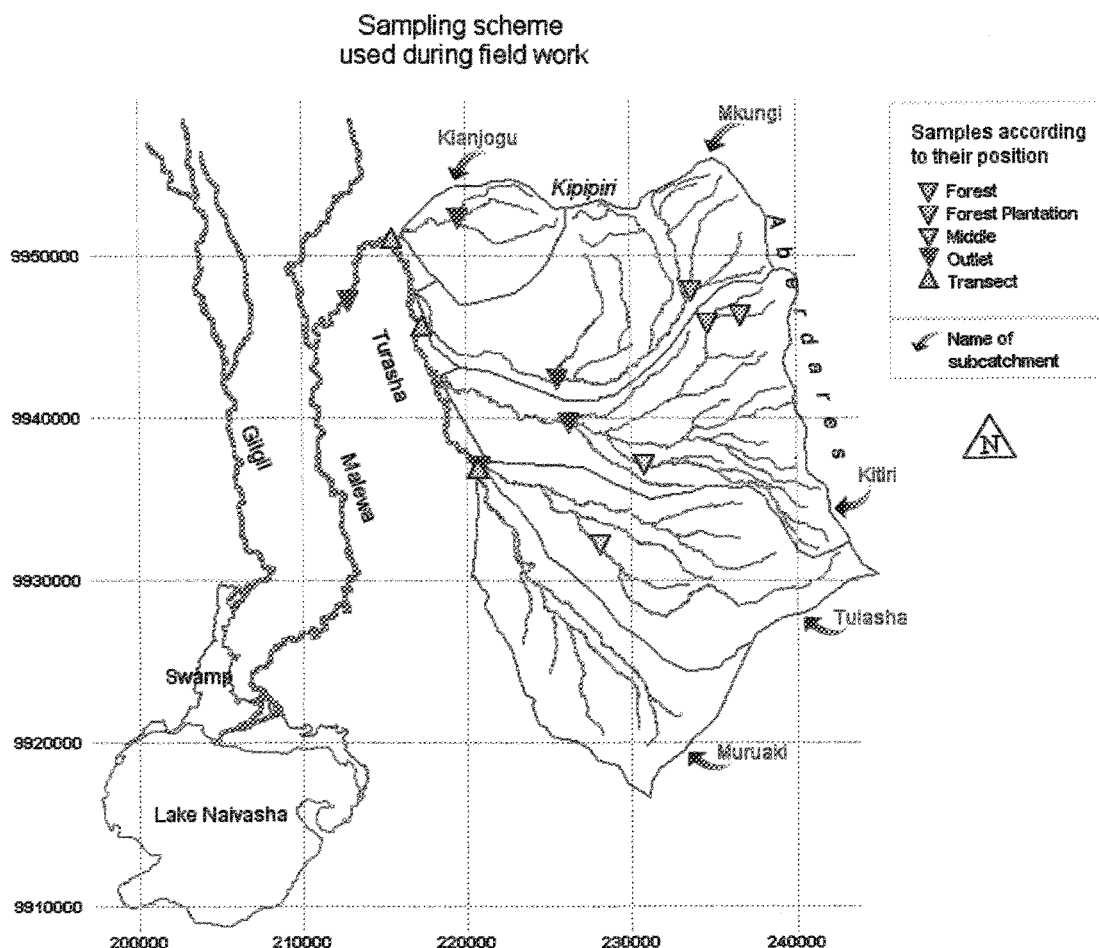 Sampling scheme
used during field work
Mkungi
Kianjogu
Kipipiri
Aberdares
Samples according
to their position
Forest
Forest Plantation
Middle
Outlet
Transect
Name of
subcatchment
N
9950000
9940000
9930000
9920000
9910000
Turasha
Gilgil
Malewa
Kitiri
Tulasha
Swamp
Muruaki
Lake Naivasha
200000
210000
220000
230000
240000